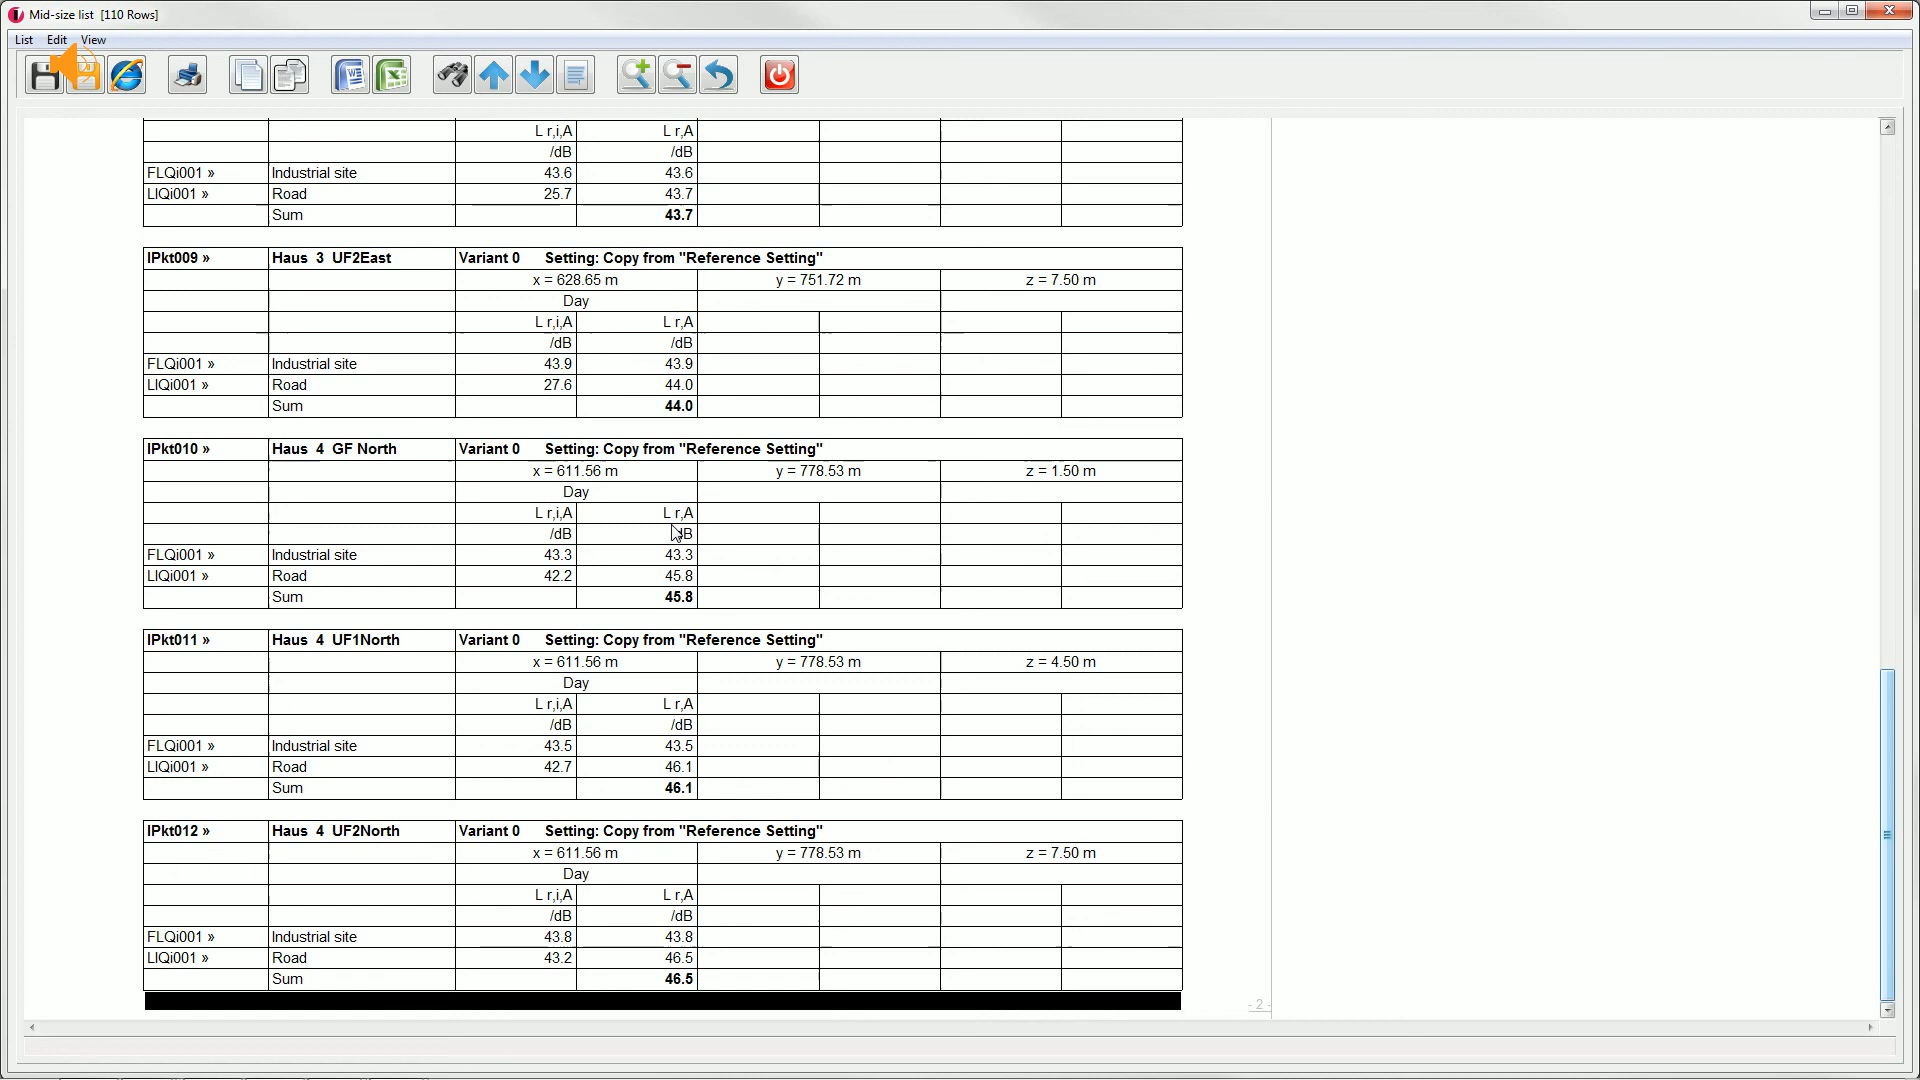 Mid-size list [110 Rows]
List Edit View
L r,i,A L r,A
/dB /dB
FLQi001 » Industrial site 43.6 43.6
LIQi001 » Road 25.7 43.7
Sum 43.7
IPkt009 » Haus 3 UF2East Variant 0 Setting: Copy from "Reference Setting"
x = 628.65 m y = 751.72 m z = 7.50 m
Day
L r,i,A L r,A
/dB /dB
FLQi001 » Industrial site 43.9 43.9
LIQi001 » Road 27.6 44.0
Sum 44.0
IPkt010 » Haus 4 GF North Variant 0 Setting: Copy from "Reference Setting"
x = 611.56 m y = 778.53 m z = 1.50 m
Day
L r,i,A L r,A
/dB /dB
FLQi001 » Industrial site 43.3 43.3
LIQi001 » Road 42.2 45.8
Sum 45.8
IPkt011 » Haus 4 UF1North Variant 0 Setting: Copy from "Reference Setting"
x = 611.56 m y = 778.53 m z = 4.50 m
Day
L r,i,A L r,A
/dB /dB
FLQi001 » Industrial site 43.5 43.5
LIQi001 » Road 42.7 46.1
Sum 46.1
IPkt012 » Haus 4 UF2North Variant 0 Setting: Copy from "Reference Setting"
x = 611.56 m y = 778.53 m z = 7.50 m
Day
L r,i,A L r,A
/dB /dB
FLQi001 » Industrial site 43.8 43.8
LIQi001 » Road 43.2 46.5
Sum 46.5
- 2 -